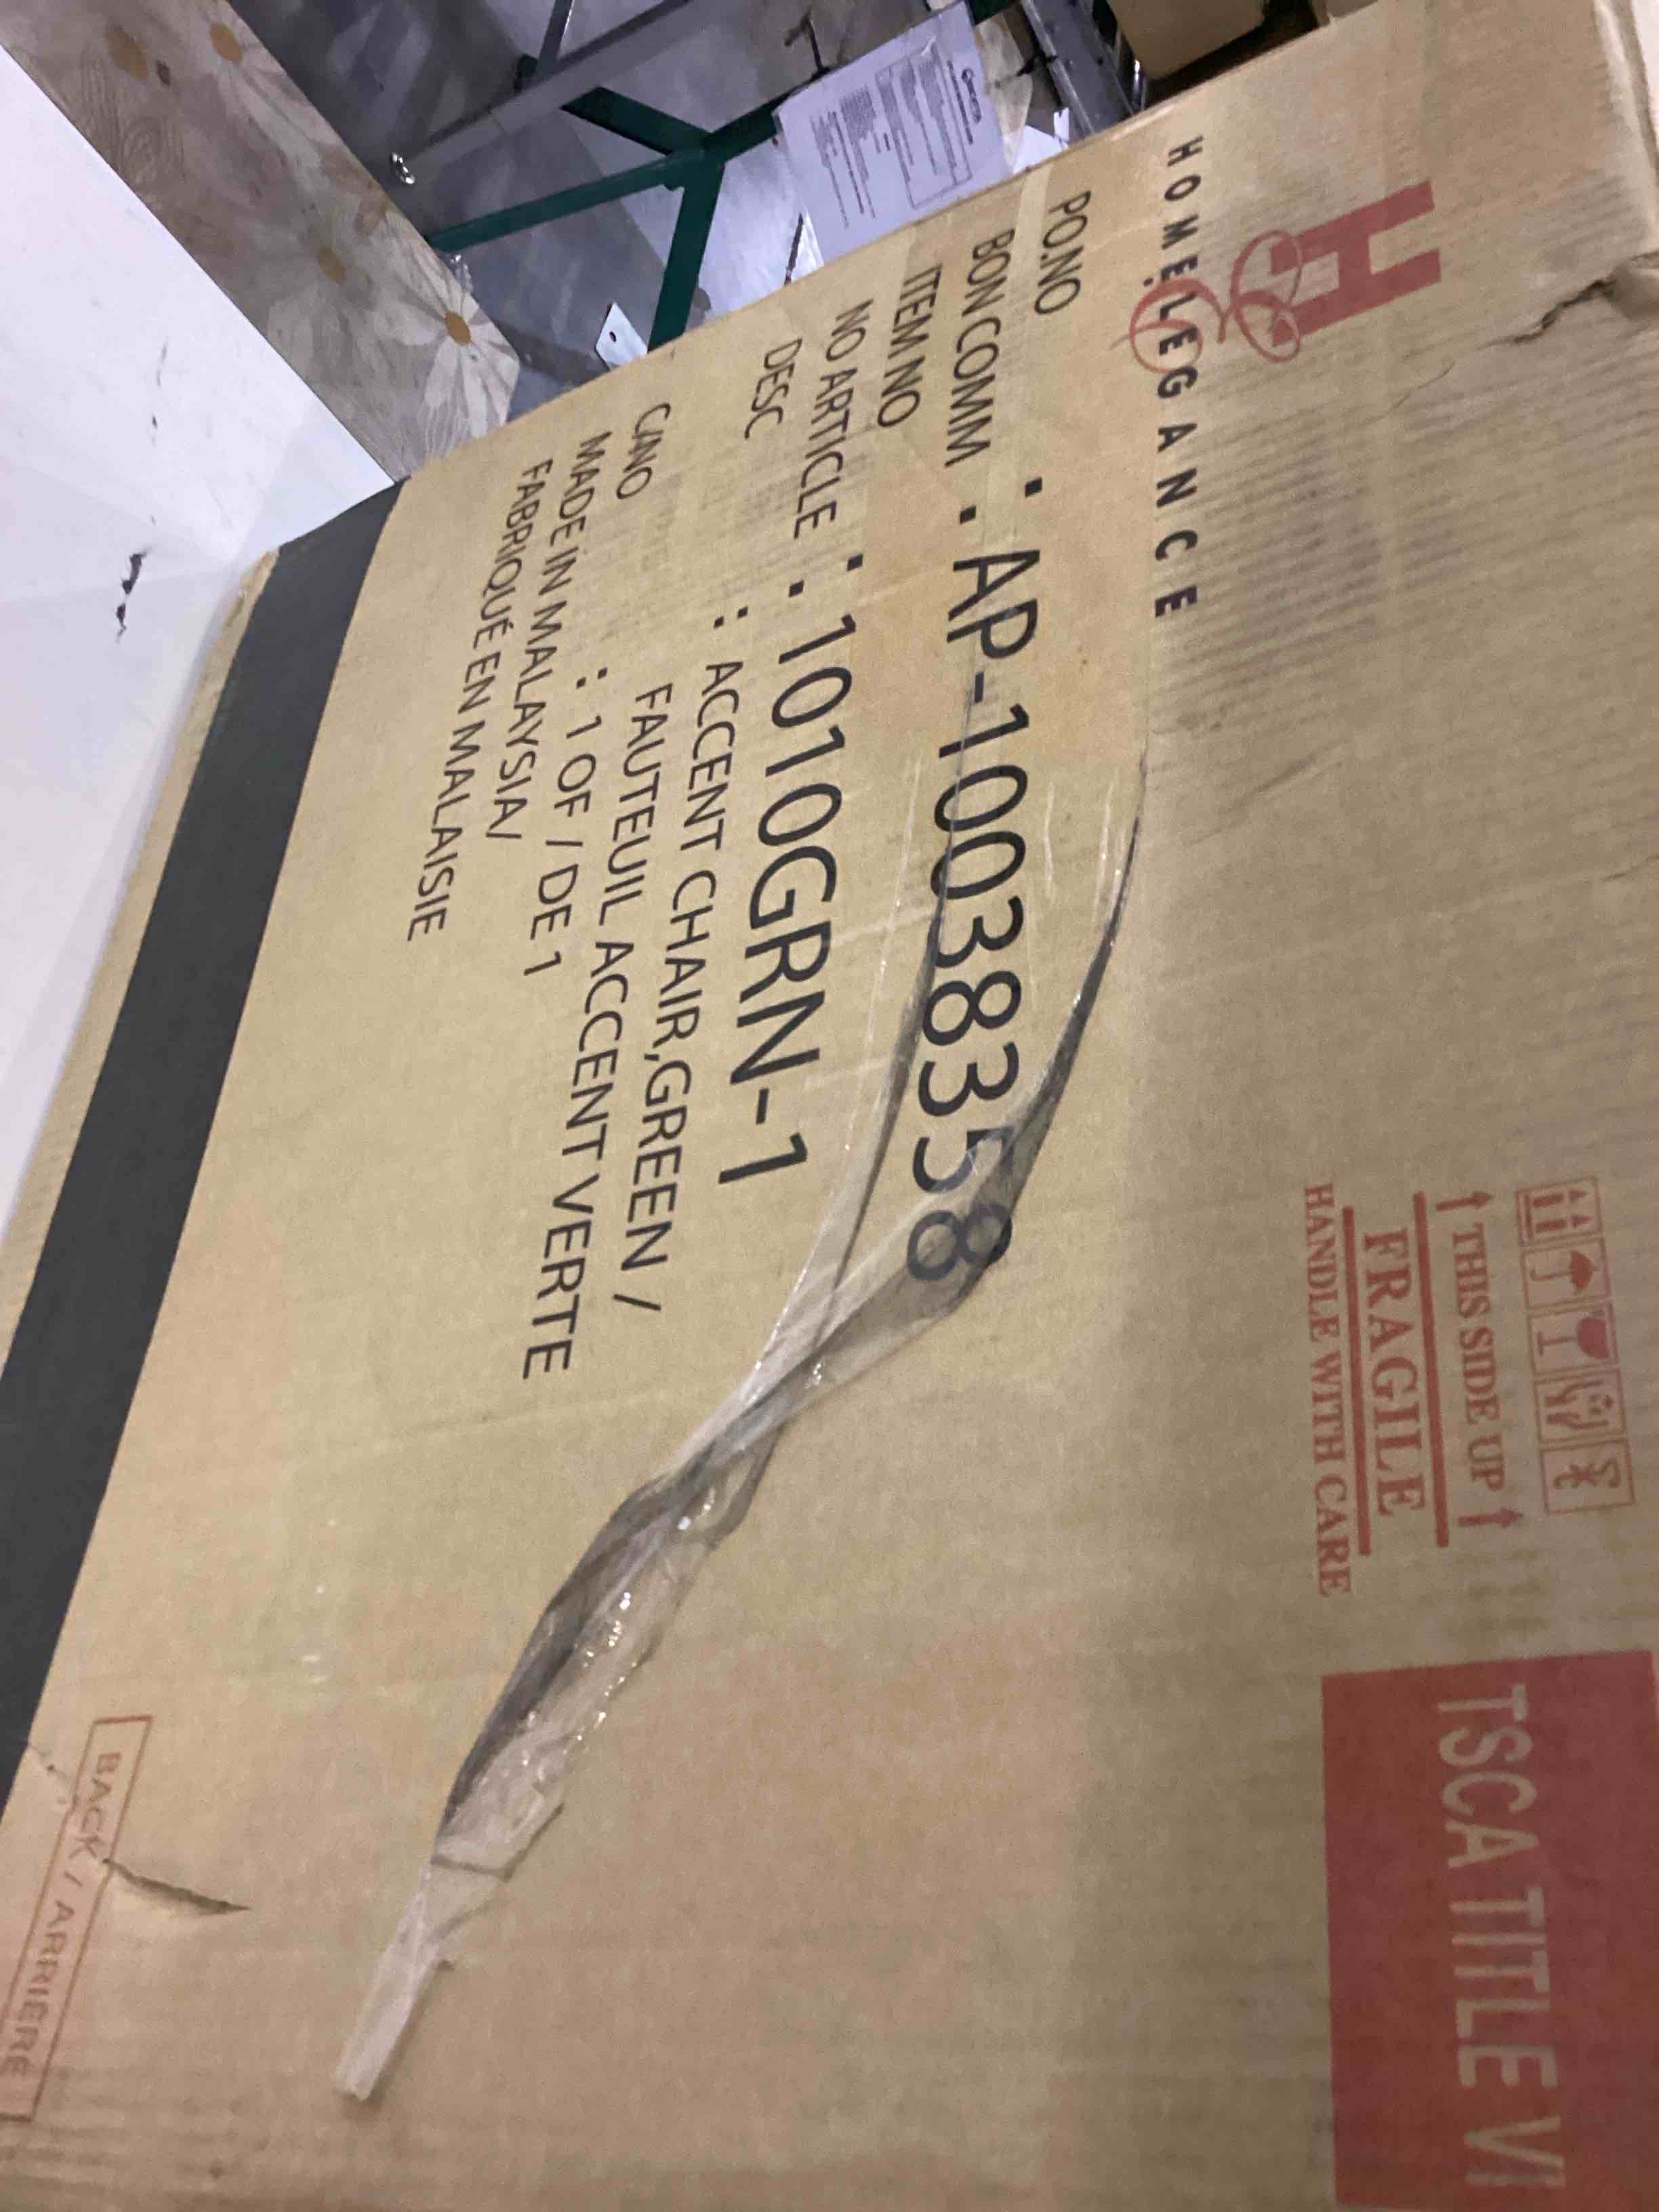 H
HOMELEGANCE
PO.NO
BON COMM : AP-10038358
ITEM NO
NO ARTICLE : 1010GRN-1
DESC : ACCENT CHAIR,GREEN /
FAUTEUIL ACCENT VERTE
C/NO : 1 OF / DE 1
MADE IN MALAYSIA/
FABRIQUÉ EN MALAISIE
THIS SIDE UP
FRAGILE
HANDLE WITH CARE
TSCA TITLE VI
BACK / ARRIERE